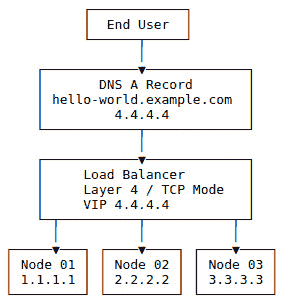 End User
DNS A Record
hello-world.example.com
4.4.4.4
Load Balancer
Layer 4 / TCP Mode
VIP 4.4.4.4
Node 01
1.1.1.1
Node 02
2.2.2.2
Node 03
3.3.3.3